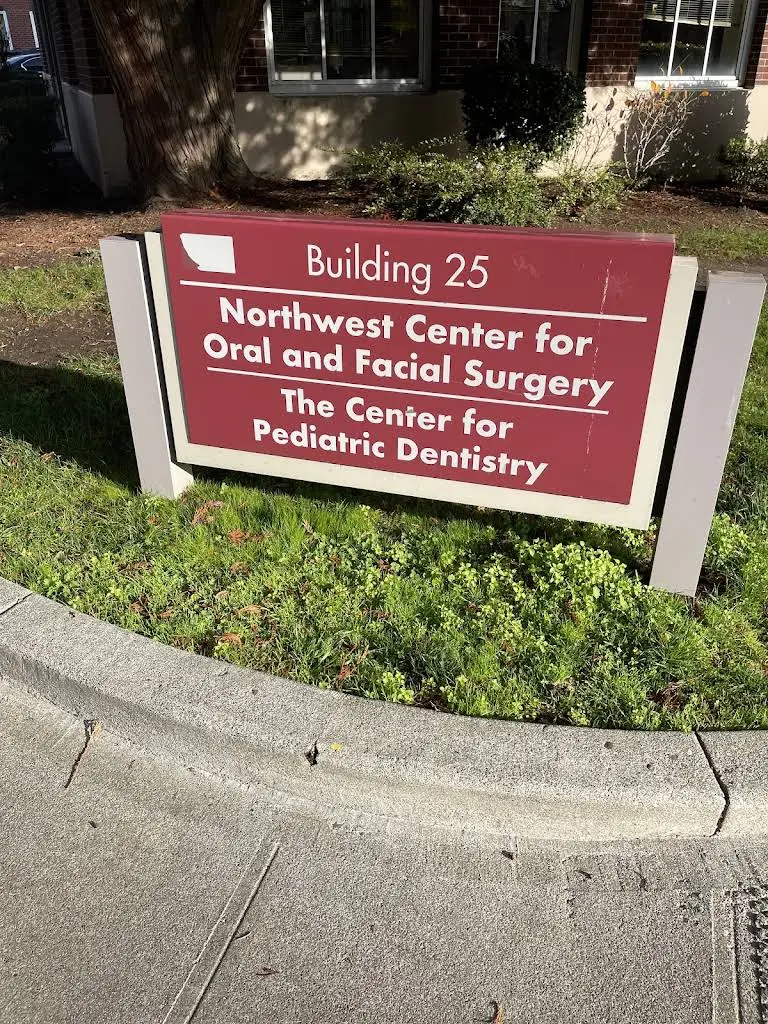 Building 25
Northwest Center for
Oral and Facial Surgery
The Center for
Pediatric Dentistry